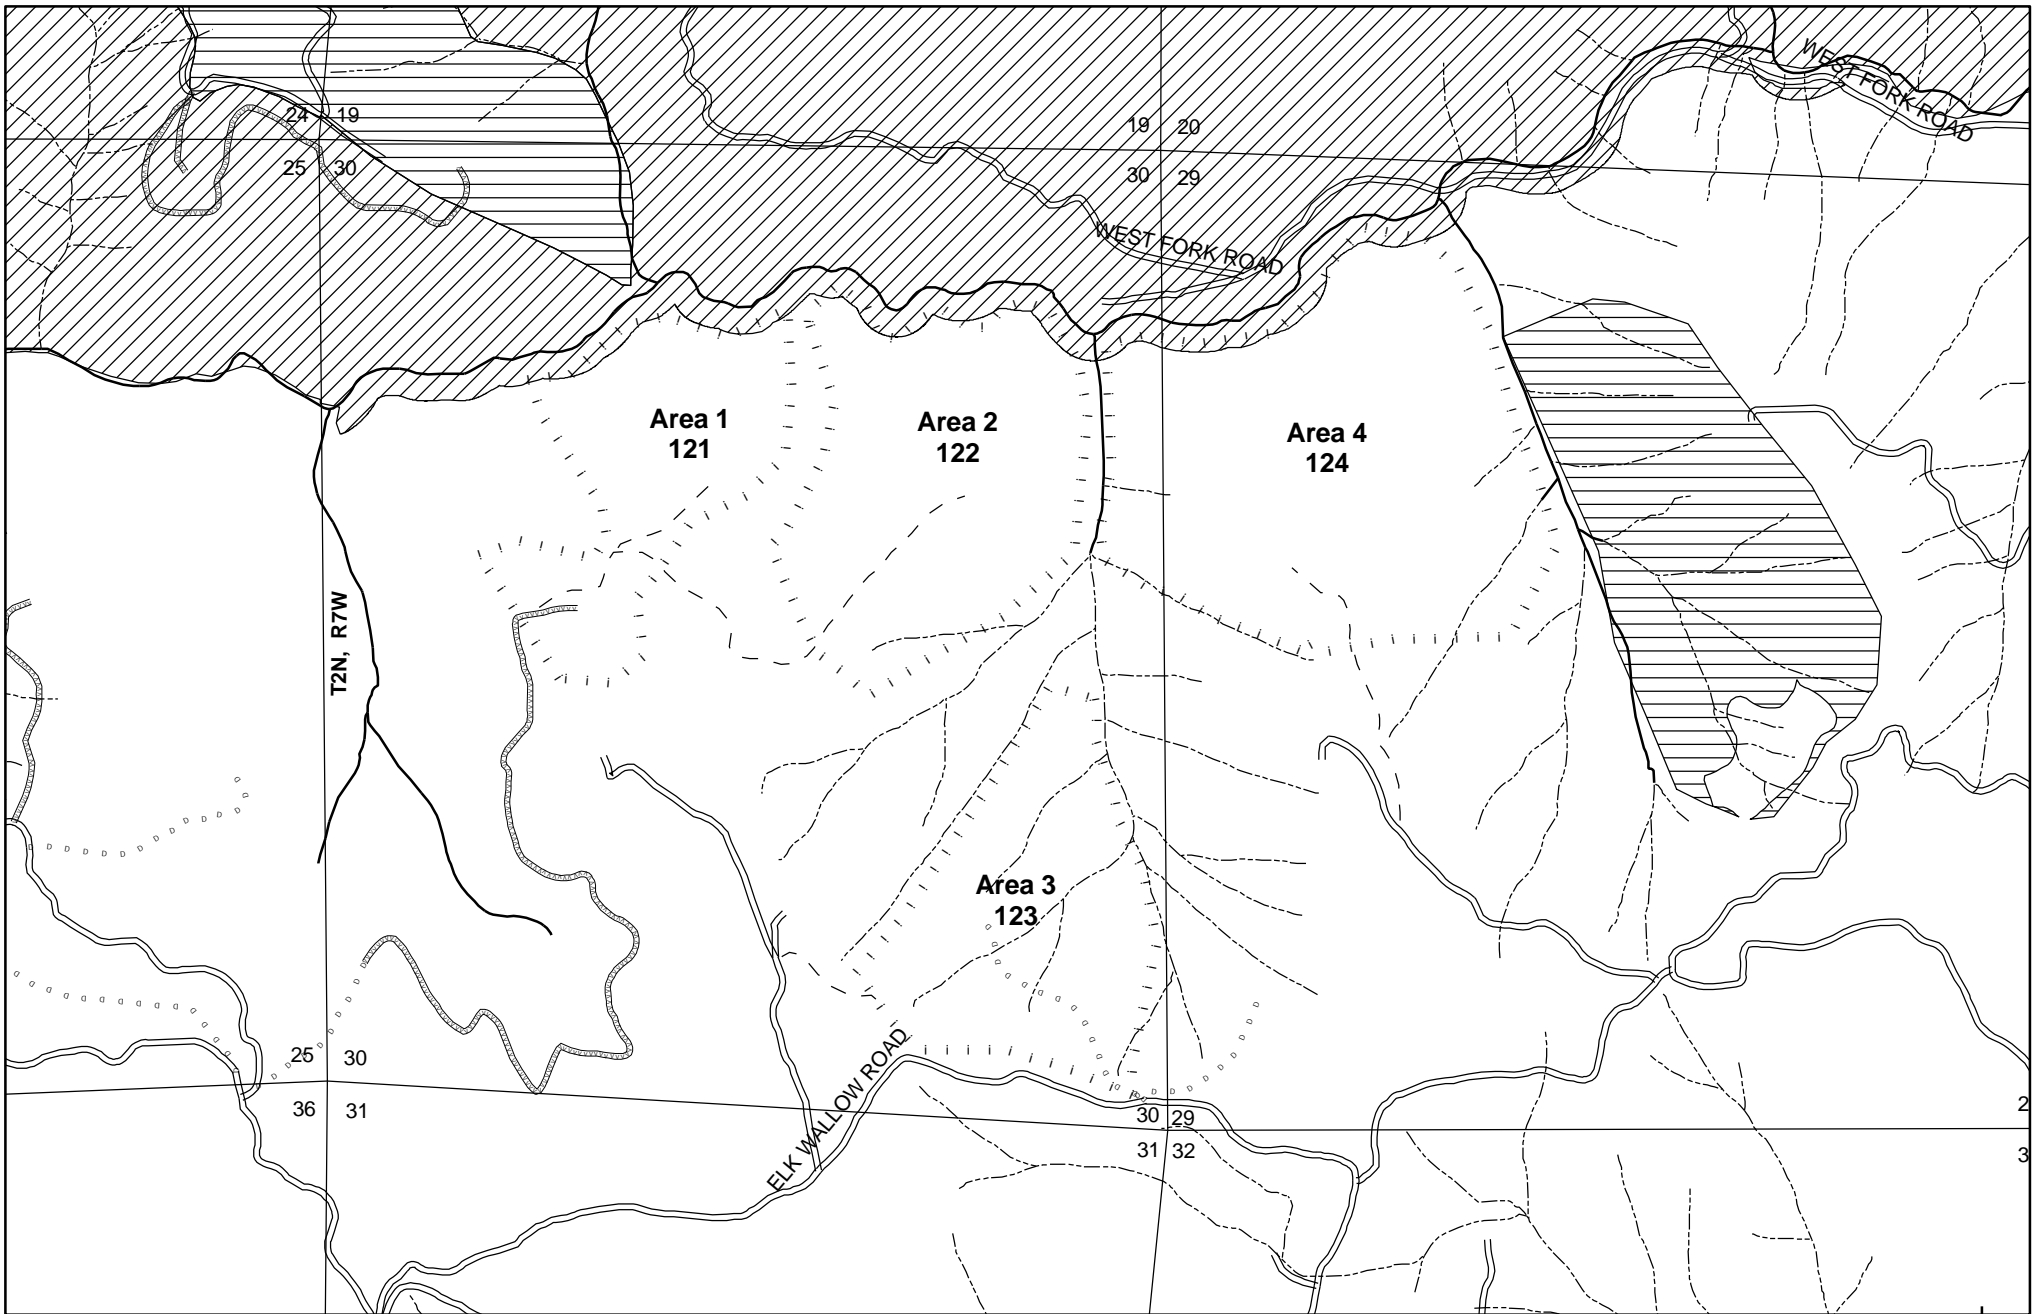 WEST FORK ROAD
24 19
19 20
25 30
30 29
WEST FORK ROAD
Area 1
121
Area 2
122
Area 4
124
T2N, R7W
Area 3
123
25 30
36 31
ELK WALLOW ROAD
30 29
31 32
2
3